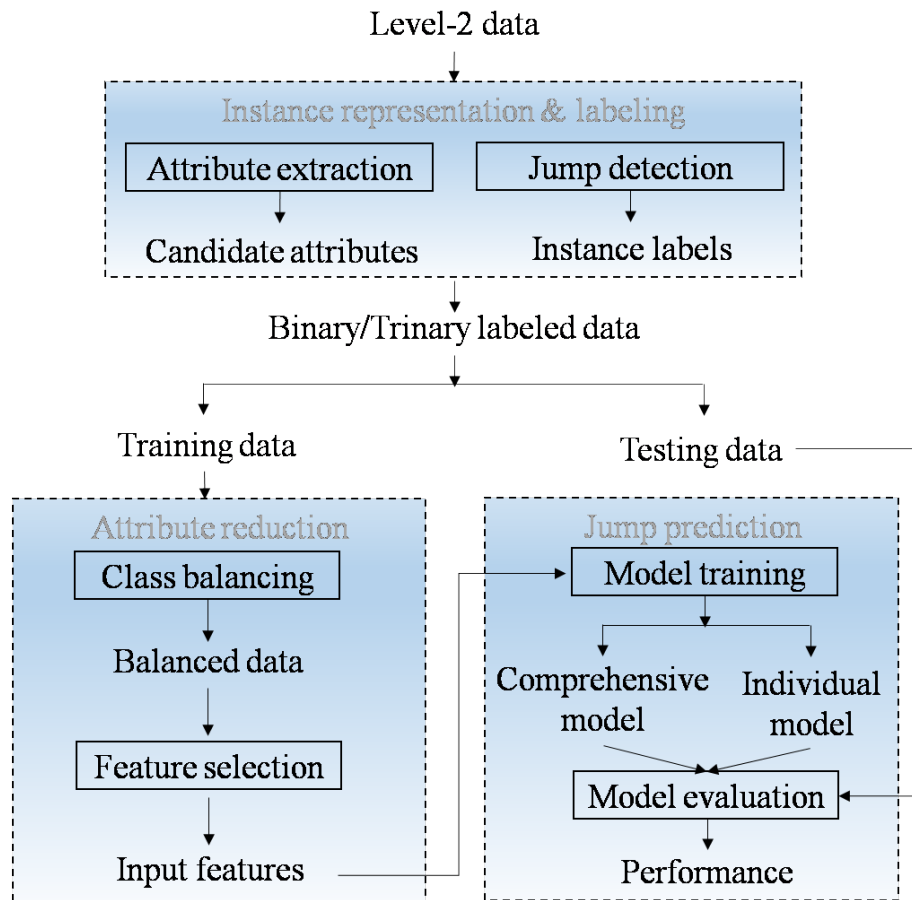 Level-2 data
Instance representation & labeling
Attribute extraction
Jump detection
Candidate attributes
Instance labels
Binary/Trinary labeled data
Training data
Testing data
Attribute reduction
Class balancing
Balanced data
Feature selection
Input features
Jump prediction
Model training
Comprehensive
model
Individual
model
Model evaluation
Performance